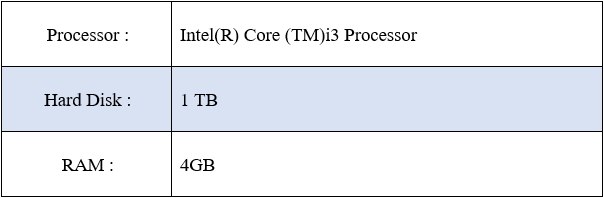 Processor : Intel(R) Core (TM)i3 Processor
Hard Disk : 1 TB
RAM : 4GB